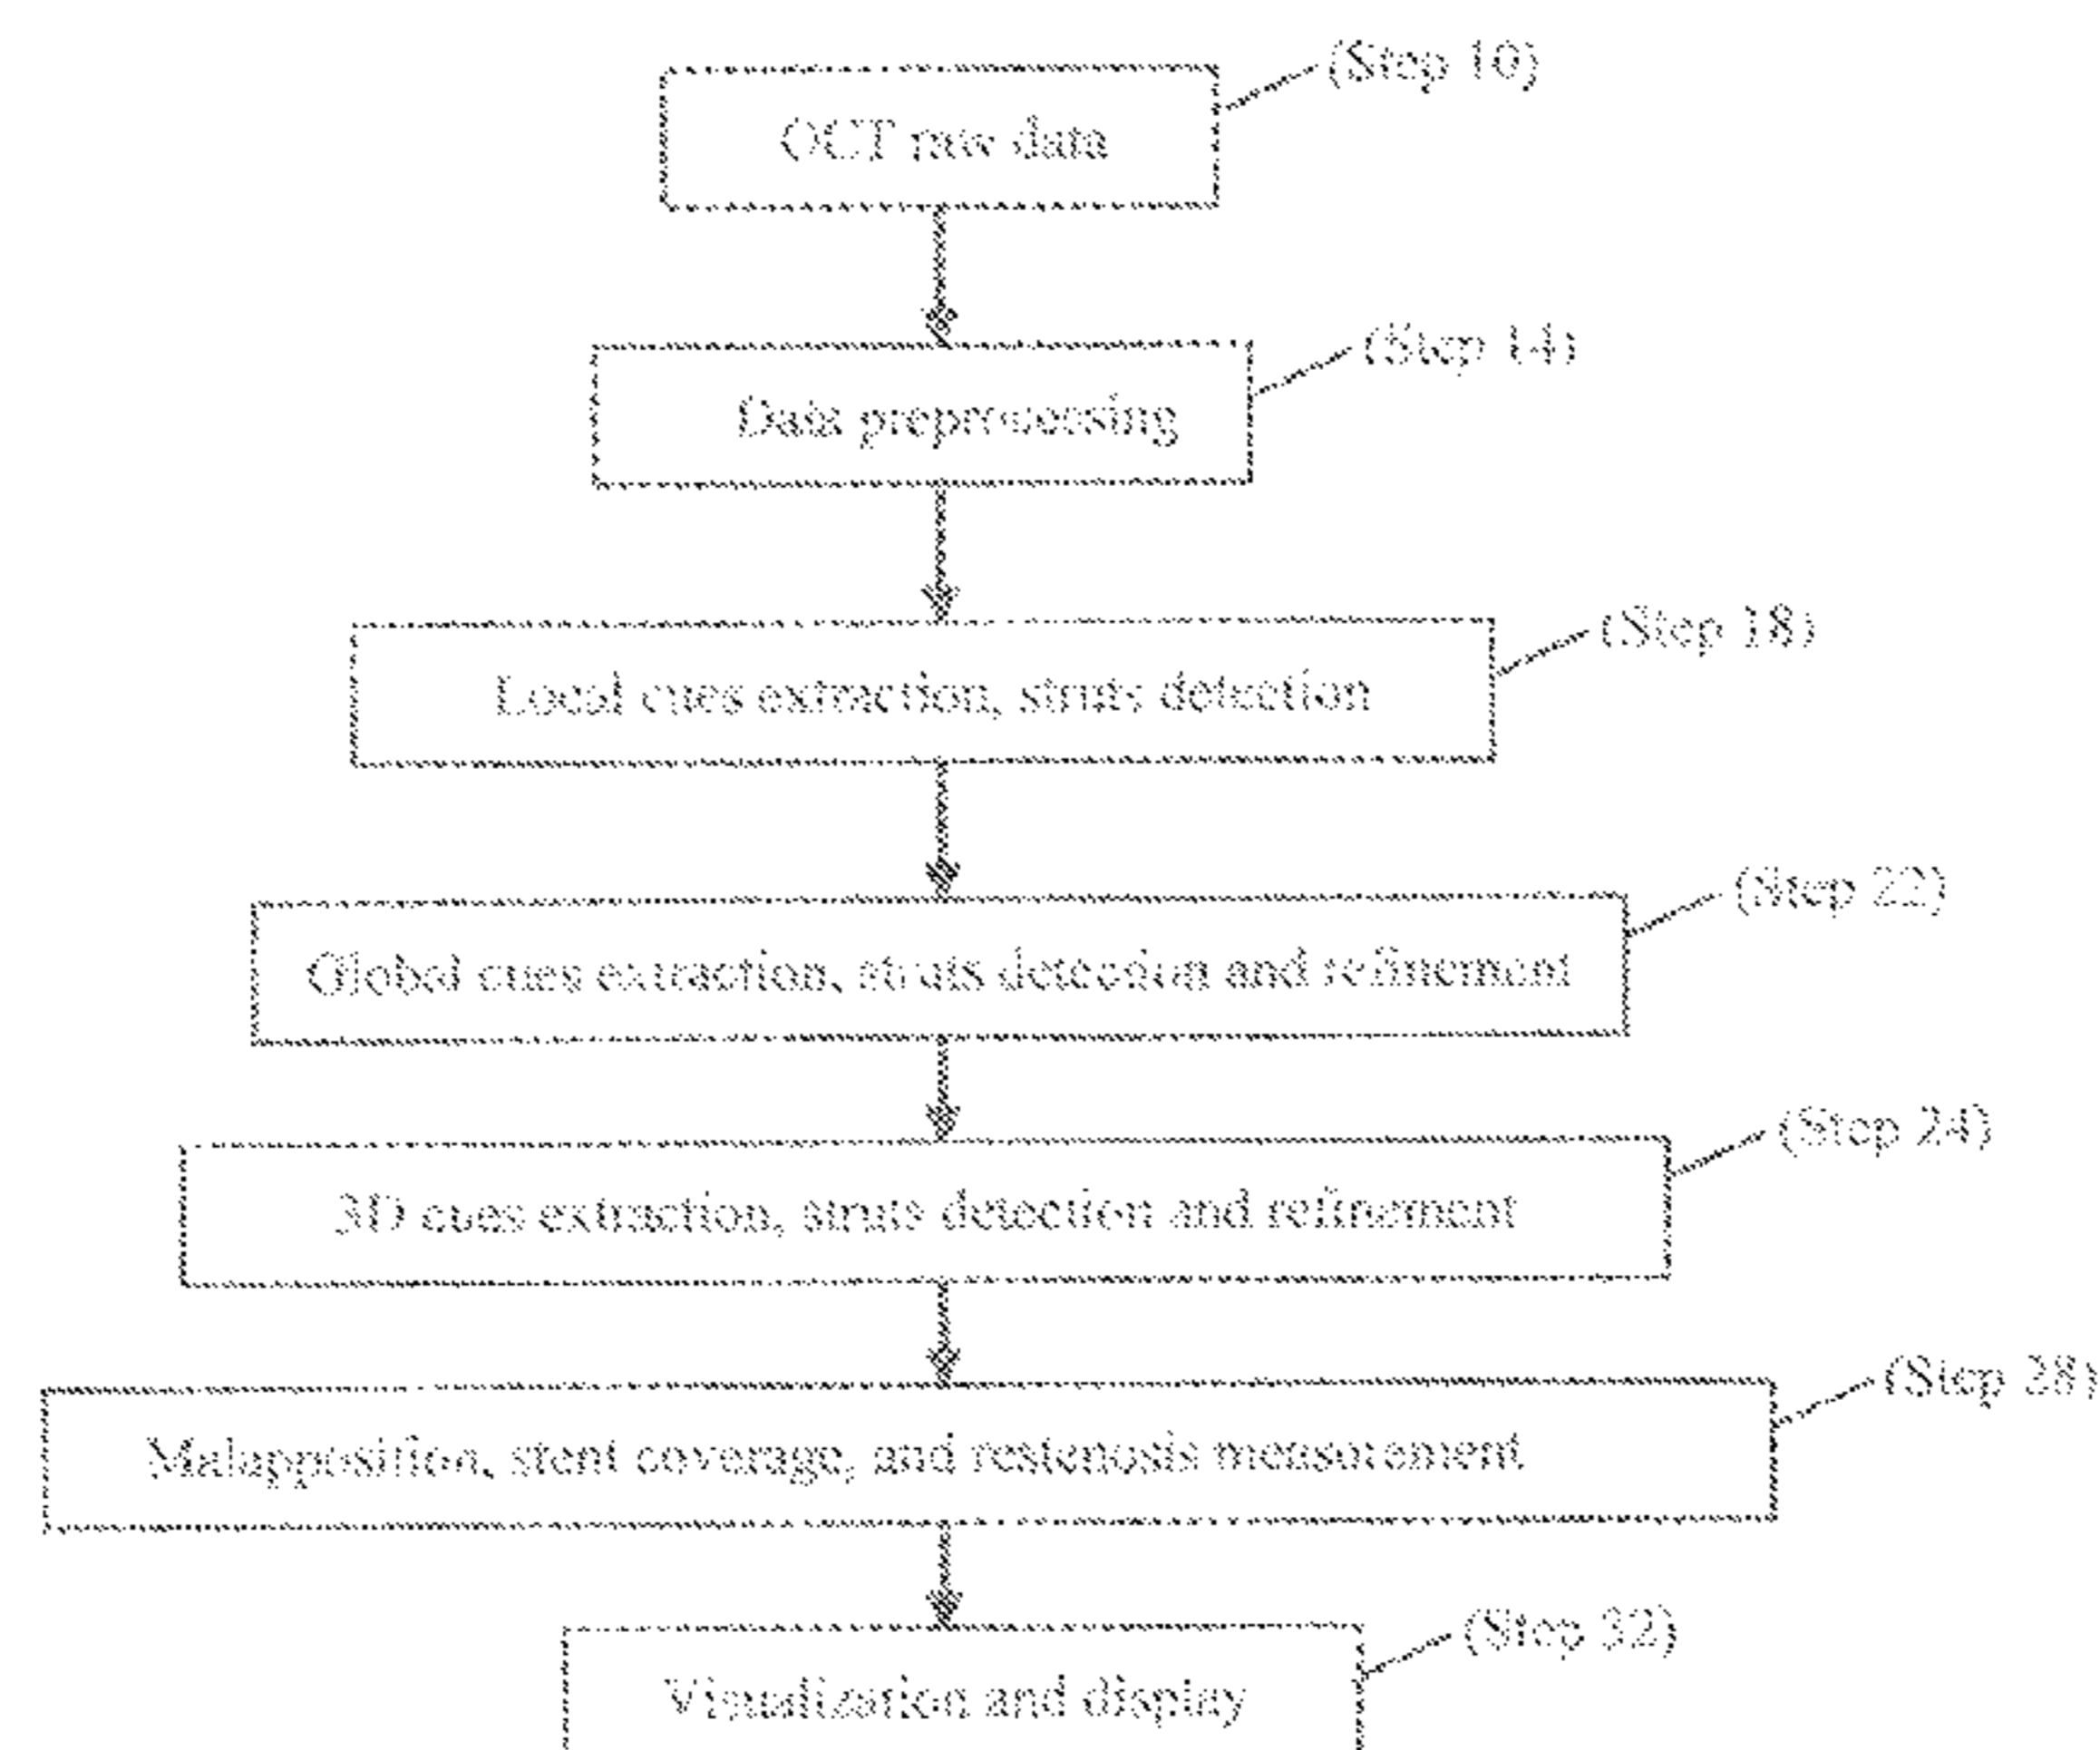 (Step 10)
OCT raw data
(Step 14)
Data preprocessing
(Step 18)
Local cues extraction, struts detection
(Step 22)
Global cues extraction, struts detection and refinement
(Step 24)
3D cues extraction, struts detection and refinement
(Step 28)
Malapposition, stent coverage, and restenosis measurement
(Step 32)
Visualization and display